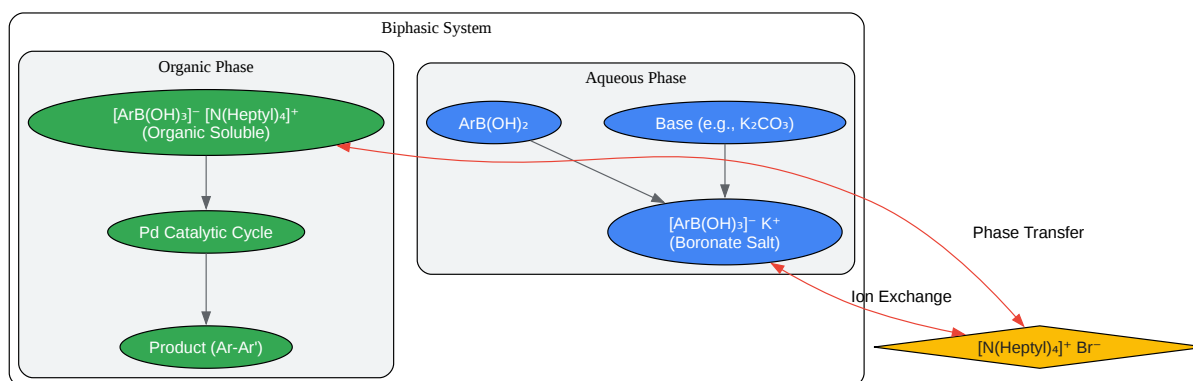 Biphasic System
Organic Phase
[ArB(OH)₃]⁻ [N(Heptyl)₄]⁺
(Organic Soluble)
Pd Catalytic Cycle
Product (Ar-Ar')
Aqueous Phase
ArB(OH)₂
Base (e.g., K₂CO₃)
[ArB(OH)₃]⁻ K⁺
(Boronate Salt)
Phase Transfer
Ion Exchange
[N(Heptyl)₄]⁺ Br⁻